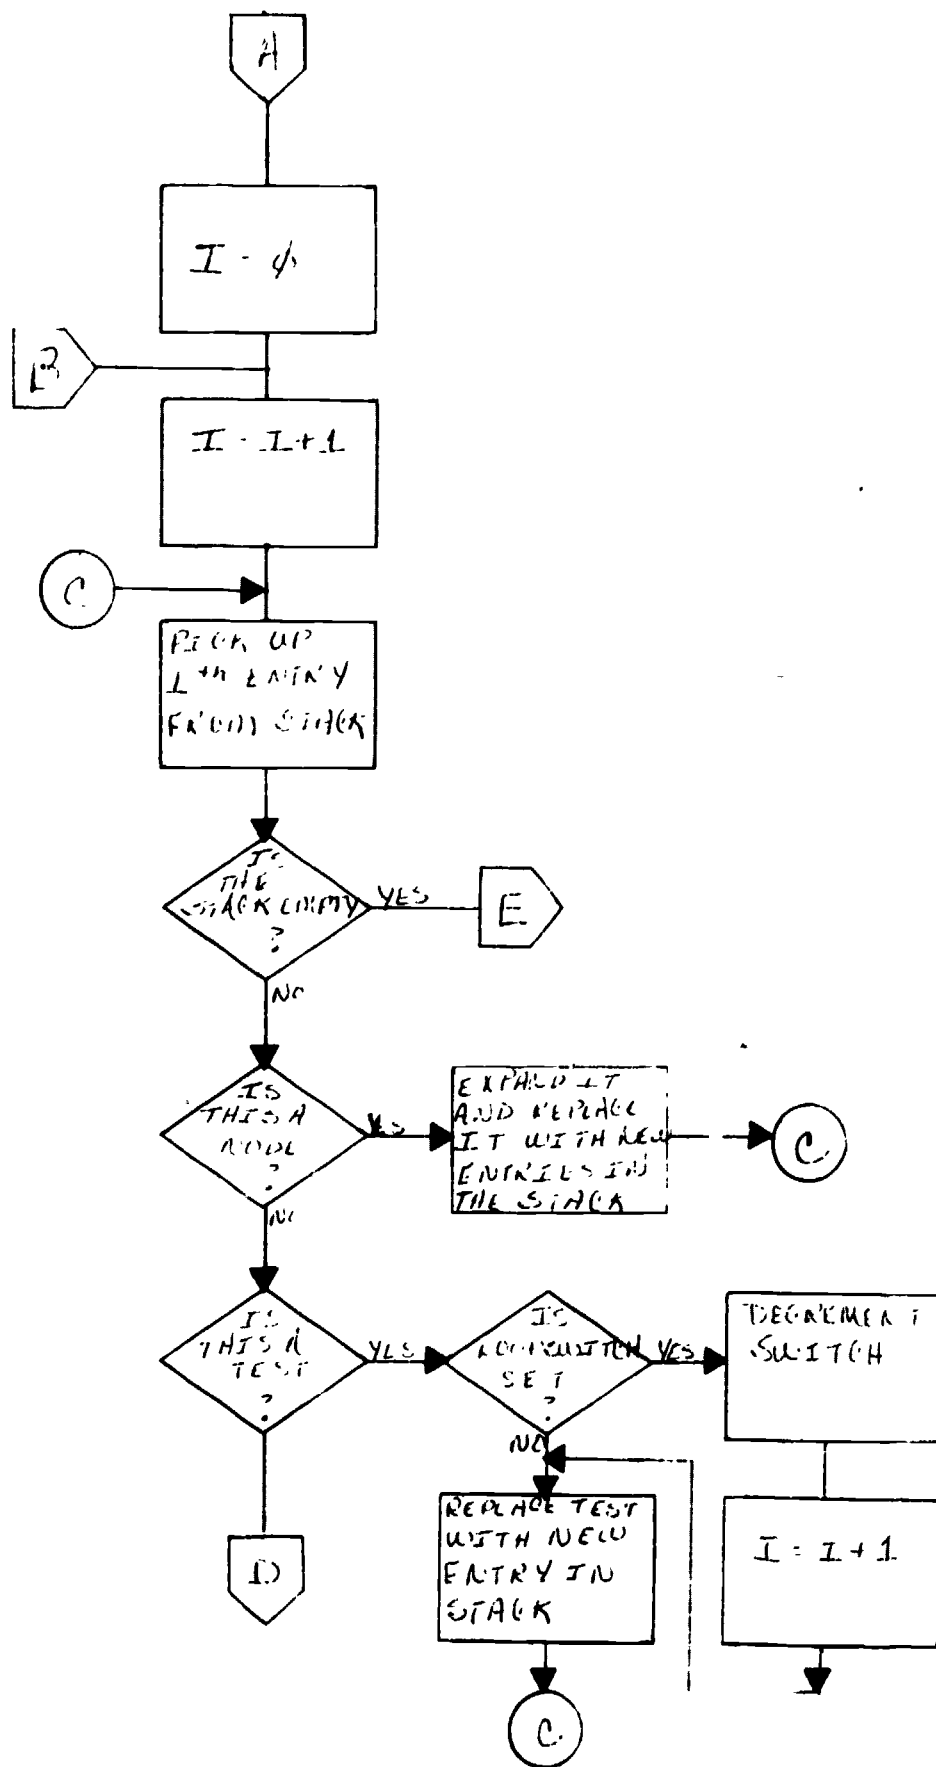 A
I = φ
B
I = I + 1
C
PICK UP
Ith ENTRY
FROM STACK
IS
THE
STACK EMPTY
?
YES
E
NO
IS
THIS A
NODE
?
YES
EXPAND IT
AND REPLACE
IT WITH NEW
ENTRIES IN
THE STACK
C
NO
IS
THIS A
TEST
?
YES
IS
SET
?
YES
DECREMENT
SWITCH
NO
REPLACE TEST
WITH NEW
ENTRY IN
STACK
I = I + 1
D
C